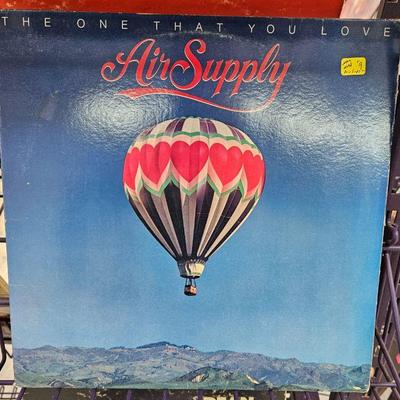 THE ONE THAT YOU LOVE
Air Supply